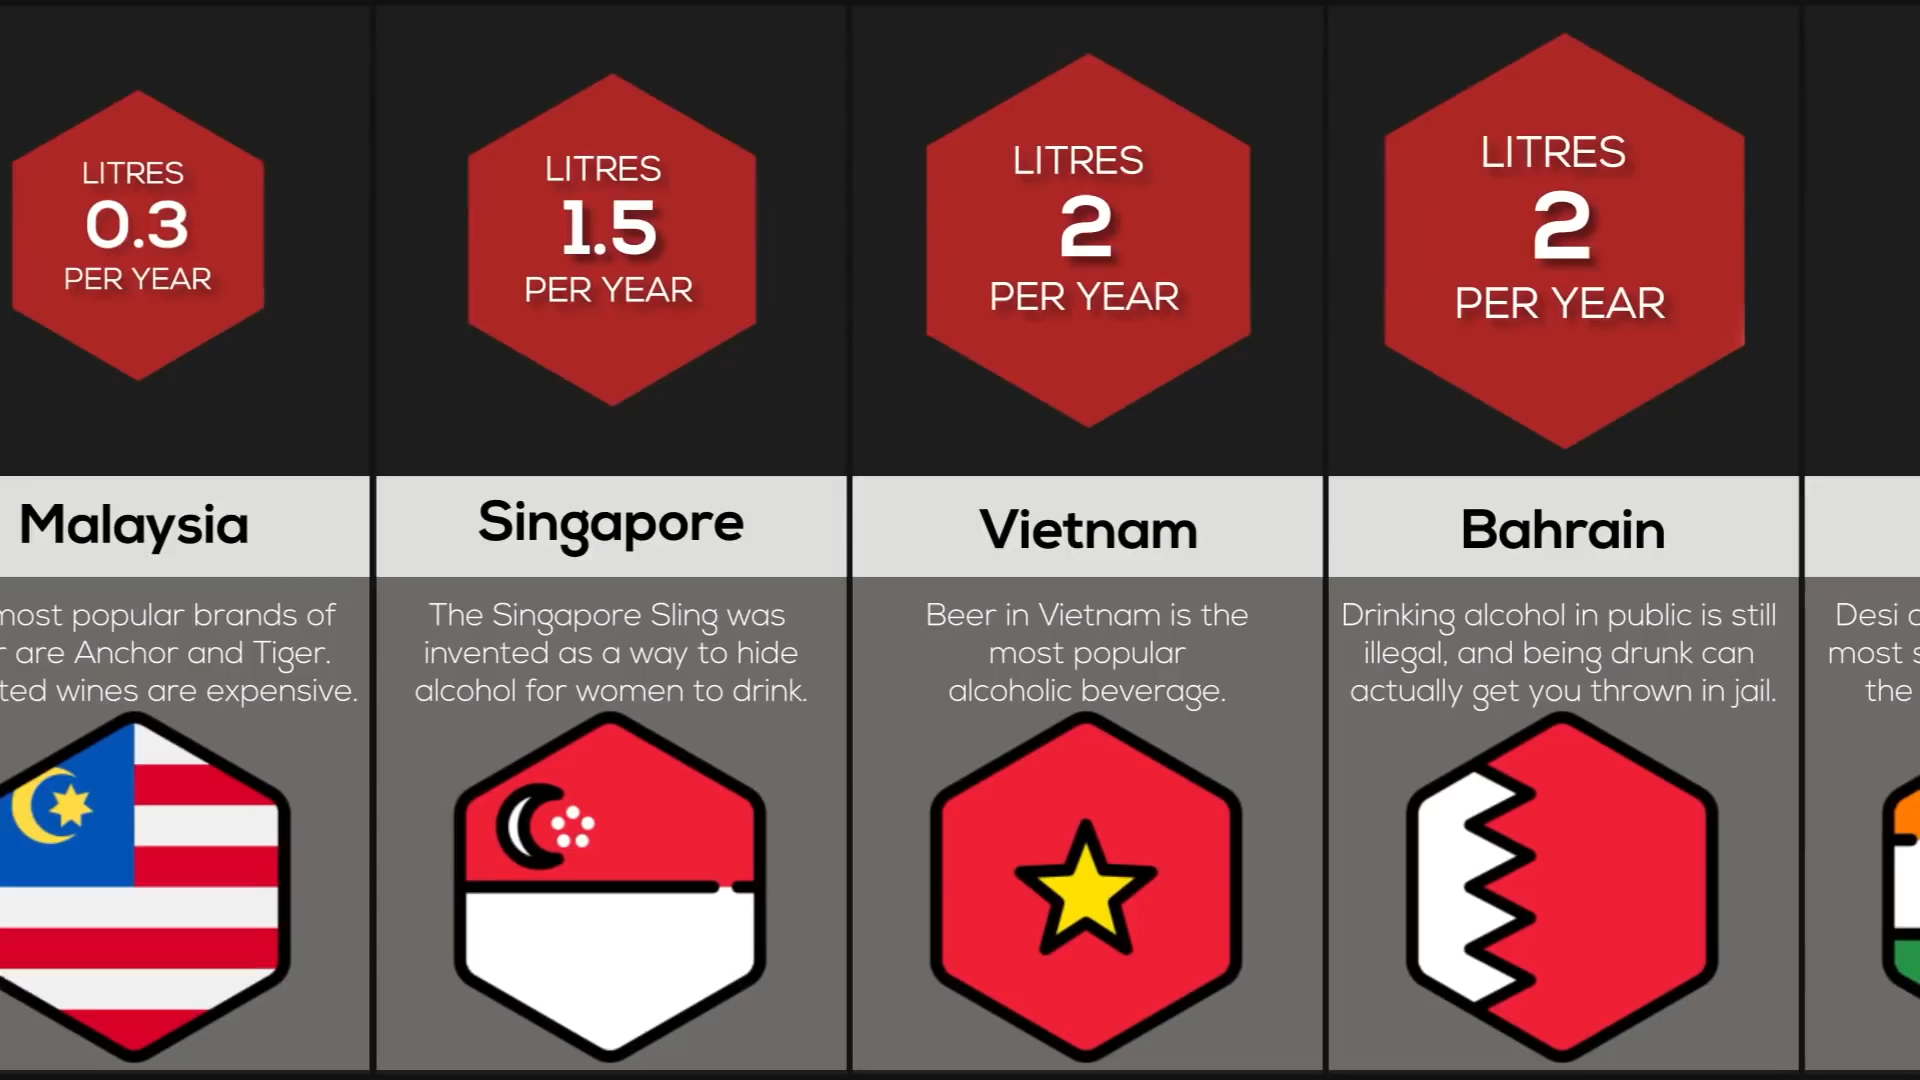 LITRES
0.3
PER YEAR
Malaysia
most popular brands of
are Anchor and Tiger.
wines are expensive.
LITRES
1.5
PER YEAR
Singapore
The Singapore Sling was
invented as a way to hide
alcohol for women to drink.
LITRES
2
PER YEAR
Vietnam
Beer in Vietnam is the
most popular
alcoholic beverage.
LITRES
2
PER YEAR
Bahrain
Drinking alcohol in public is still
illegal, and being drunk can
actually get you thrown in jail.
Desi
most
the